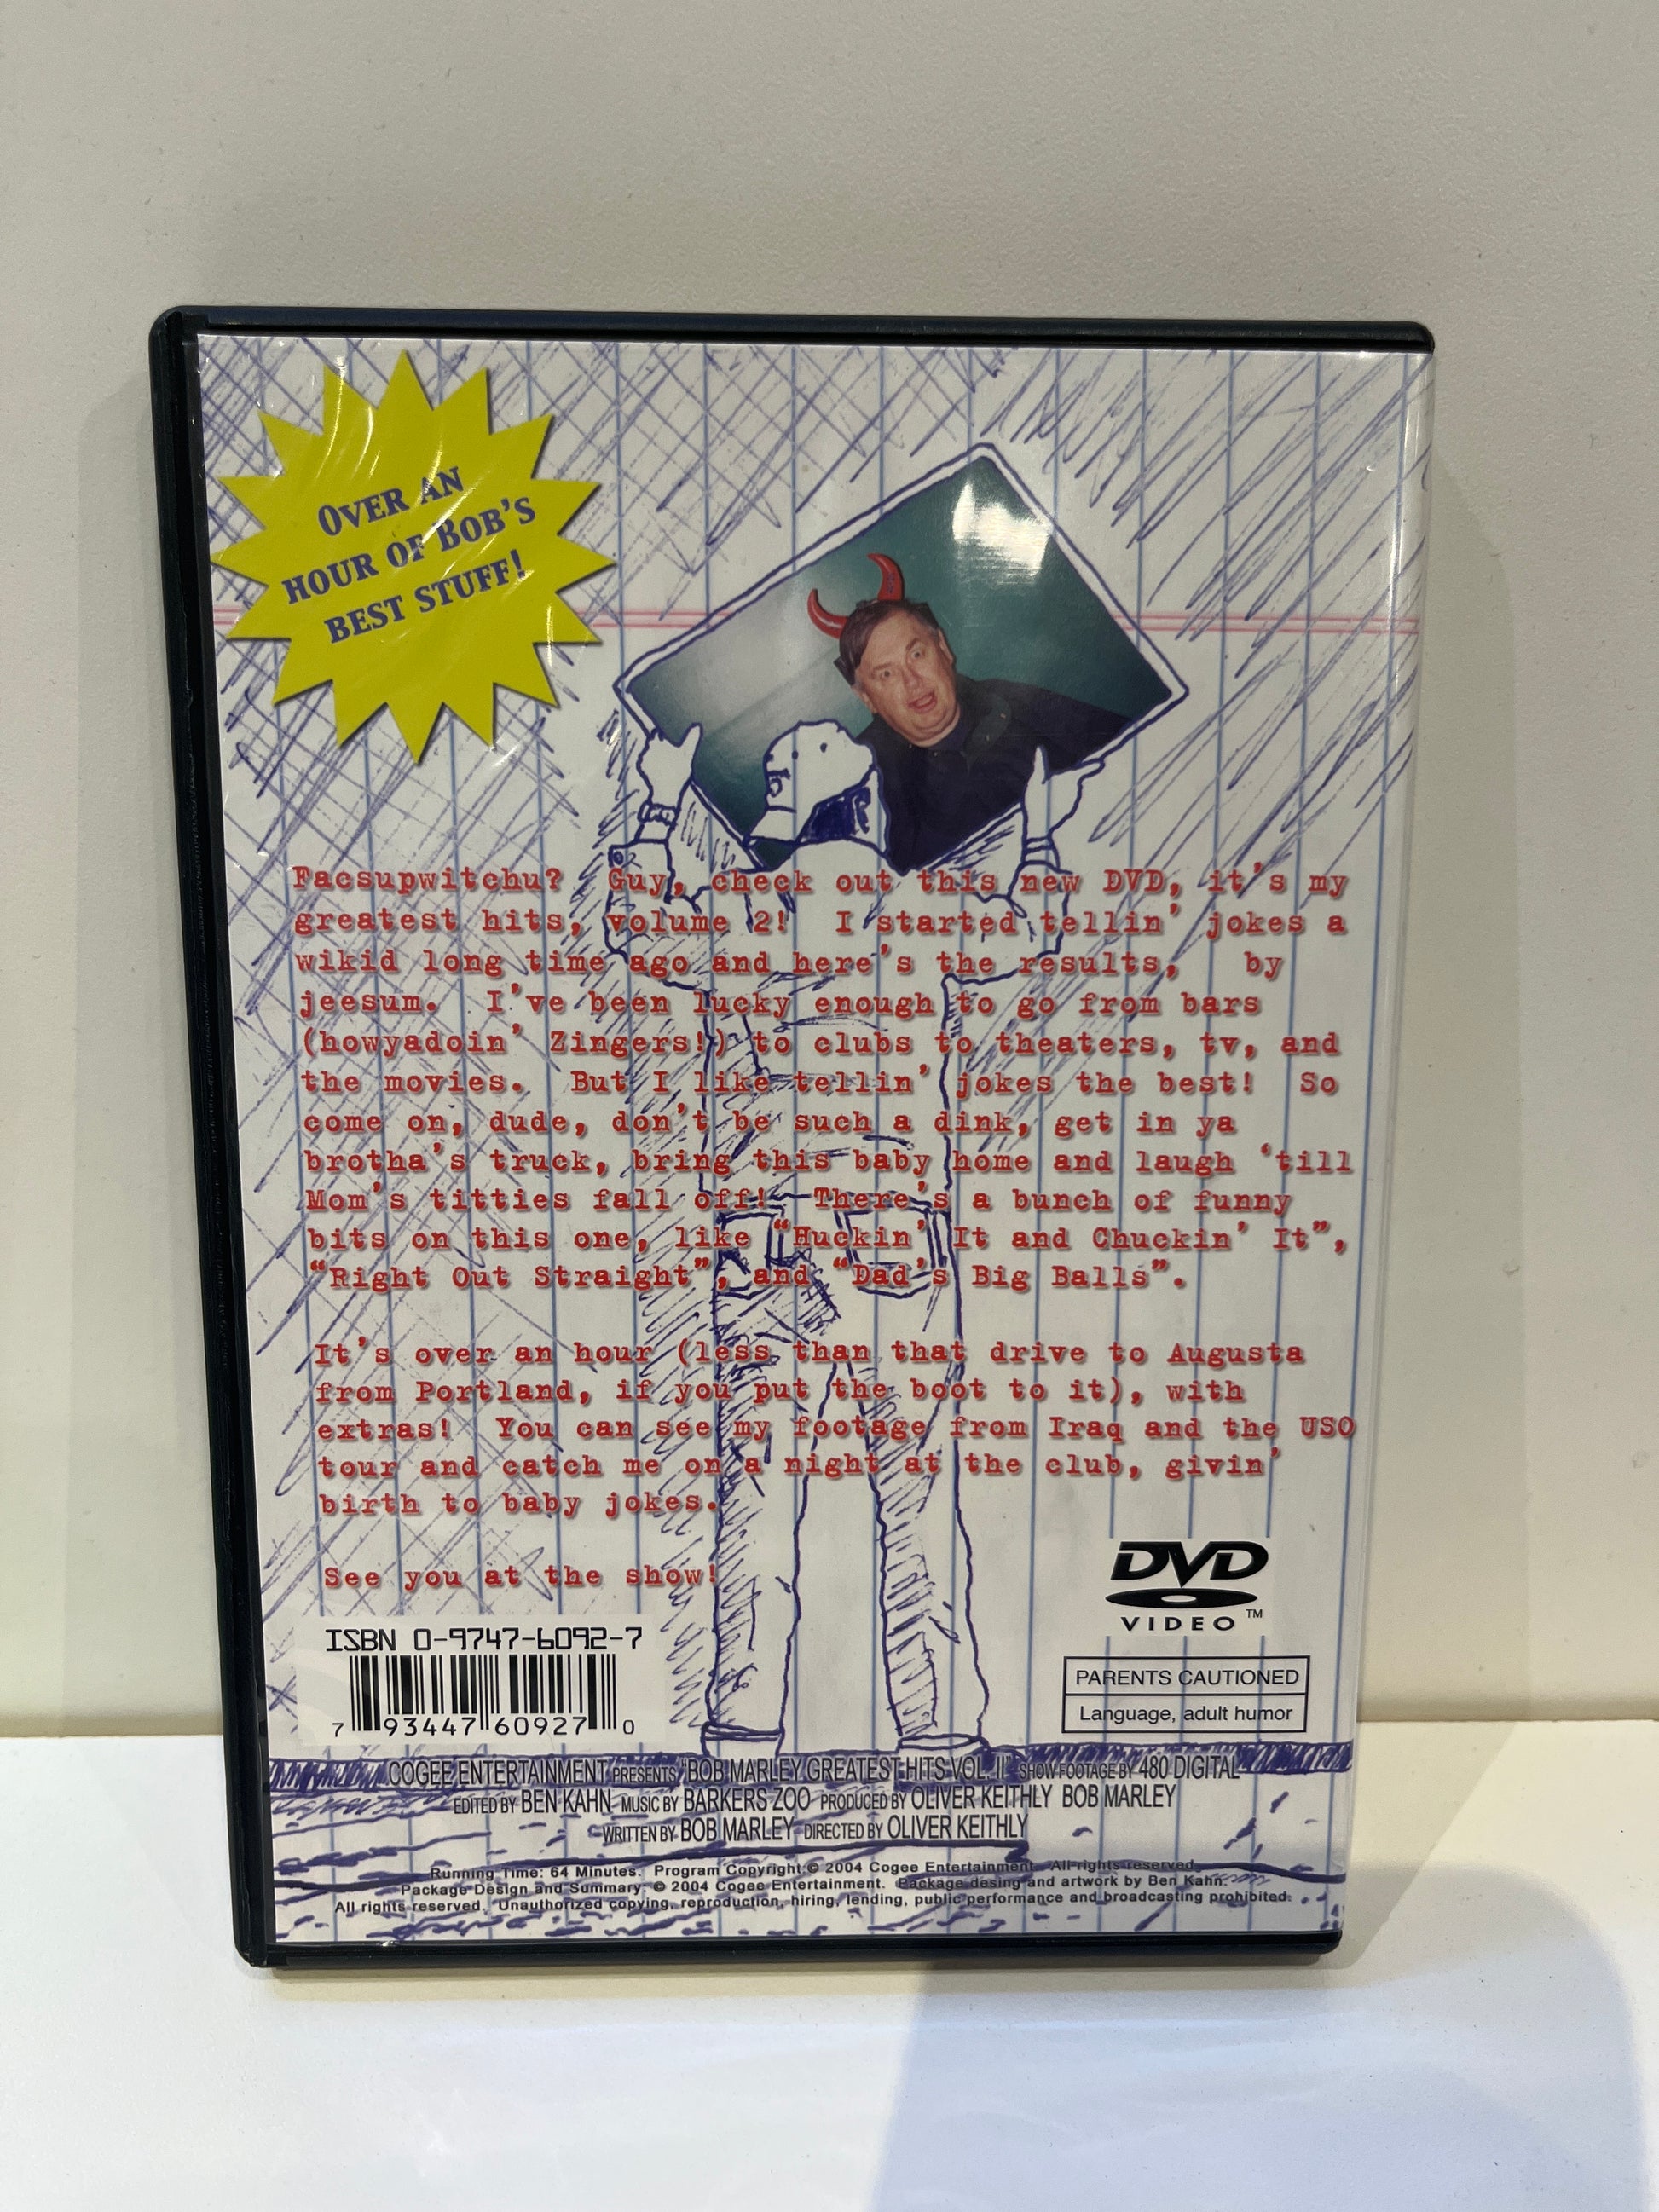 OVER AN
HOUR OF BOB'S
BEST STUFF!
Facsupwitchu? Guy, check out this new DVD, it's my
greatest hits, volume 2! I started tellin' jokes a
wikid long time ago and here's the results, by
jeesum. I've been lucky enough to go from bars
(howyadoin' Zingers!) to clubs to theaters, tv, and
the movies. But I like tellin' jokes the best! So
come on, dude, don't be such a dink, get in ya
brotha's truck, bring this baby home and laugh 'till
Mom's titties fall off! There's a bunch of funny
bits on this one, like "Huckin' It and Chuckin' It",
"Right Out Straight", and "Dad's Big Balls".
It's over an hour (less than that drive to Augusta
from Portland, if you put the boot to it), with
extras! You can see my footage from Iraq and the USO
tour and catch me on a night at the club, givin'
birth to baby jokes.
See you at the show!
DVD
VIDEO™
ISBN 0-9747-6092-7
7 93447 60927 0
PARENTS CAUTIONED
Language, adult humor
COGEE ENTERTAINMENT PRESENTS "BOB MARLEY GREATEST HITS VOL. II" SHOW FOOTAGE BY 480 DIGITAL
EDITED BY BEN KAHN MUSIC BY BARKERS ZOO PRODUCED BY OLIVER KEITHLY BOB MARLEY
WRITTEN BY BOB MARLEY DIRECTED BY OLIVER KEITHLY
Running Time: 64 Minutes. Program Copyright © 2004 Cogee Entertainment. All rights reserved.
Package Design and Summary: © 2004 Cogee Entertainment. Package desing and artwork by Ben Kahn.
All rights reserved. Unauthorized copying, reproduction, hiring, lending, public performance and broadcasting prohibited.